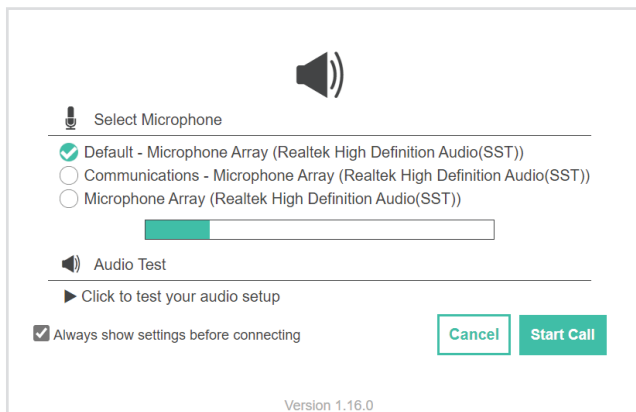 Select Microphone
Default - Microphone Array (Realtek High Definition Audio(SST))
Communications - Microphone Array (Realtek High Definition Audio(SST))
Microphone Array (Realtek High Definition Audio(SST))
Audio Test
Click to test your audio setup
Always show settings before connecting
Cancel
Start Call
Version 1.16.0